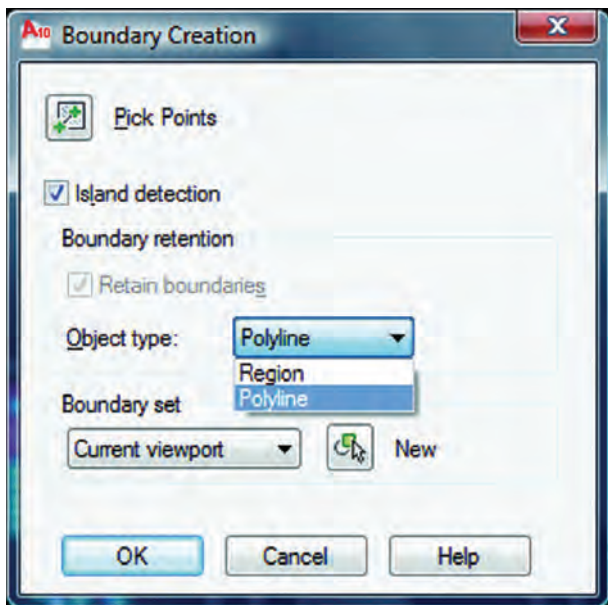 A10 Boundary Creation
Pick Points
Island detection
Boundary retention
Retain boundaries
Object type: Polyline
Region
Polyline
Boundary set
Current viewport New
OK Cancel Help